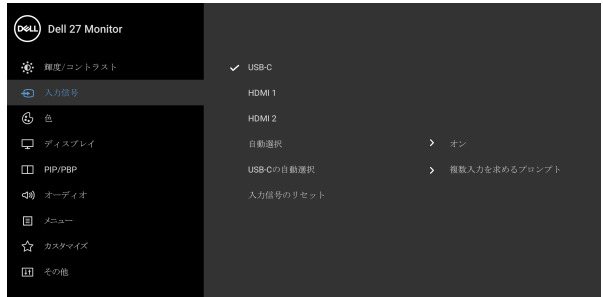 DELL Dell 27 Monitor
輝度/コントラスト
USB-C
入力信号
HDMI 1
色
HDMI 2
ディスプレイ
自動選択
オン
PIP/PBP
USB-Cの自動選択
複数入力を求めるプロンプト
オーディオ
入力信号のリセット
メニュー
カスタマイズ
その他